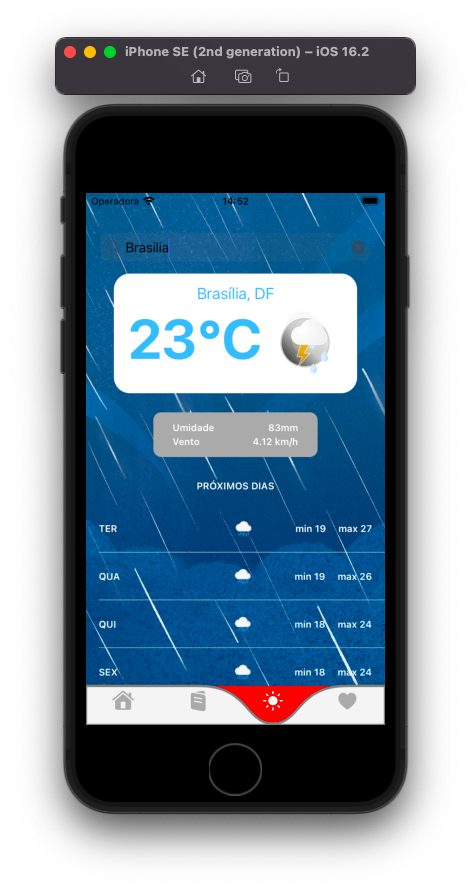 iPhone SE (2nd generation) – iOS 16.2
Operadora 14:52
Brasília
Brasília, DF
23°C
Umidade 83mm
Vento 4.12 km/h
PRÓXIMOS DIAS
TER min 19 max 27
QUA min 19 max 26
QUI min 18 max 24
SEX min 18 max 24